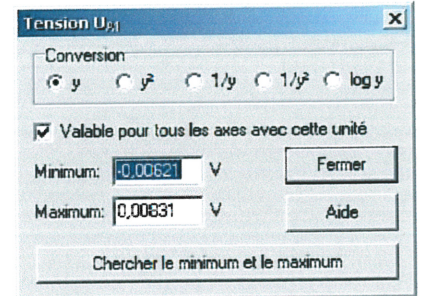 Tension U_B1
Conversion
y y² 1/y 1/y² log y
Valable pour tous les axes avec cette unité
Minimum: -0,00621 V Fermer
Maximum: 0,00831 V Aide
Chercher le minimum et le maximum